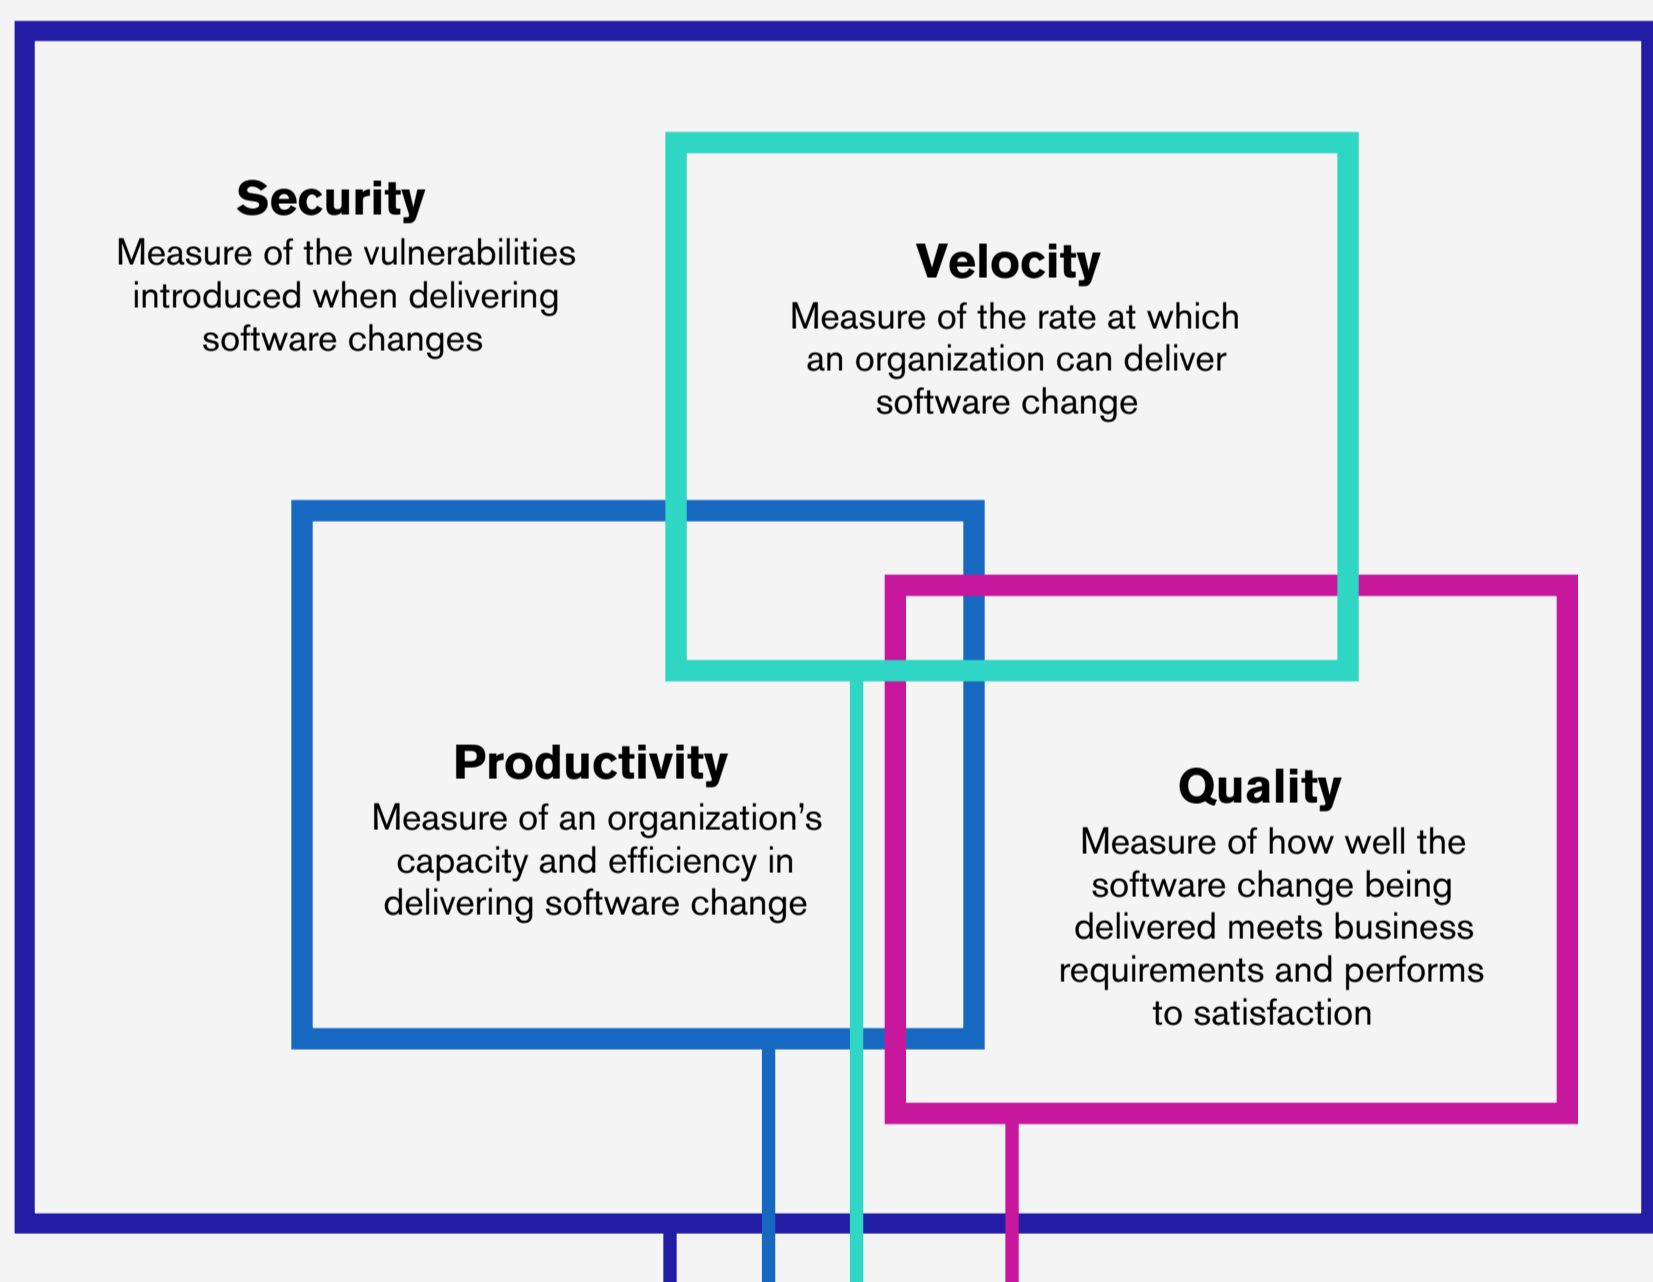 Security
Measure of the vulnerabilities
introduced when delivering
software changes
Velocity
Measure of the rate at which
an organization can deliver
software change
Productivity
Measure of an organization’s
capacity and efficiency in
delivering software change
Quality
Measure of how well the
software change being
delivered meets business
requirements and performs
to satisfaction